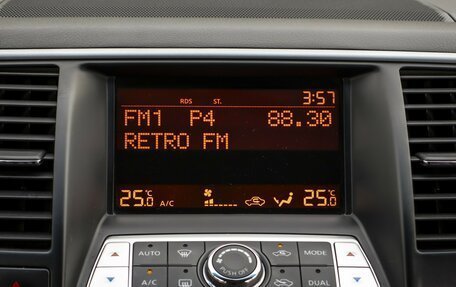 RDS ST. 3:57
FM1 P4 88.30
RETRO FM
25.0°C A/C 25.0°C
AUTO MODE
A/C DUAL
PUSH OFF